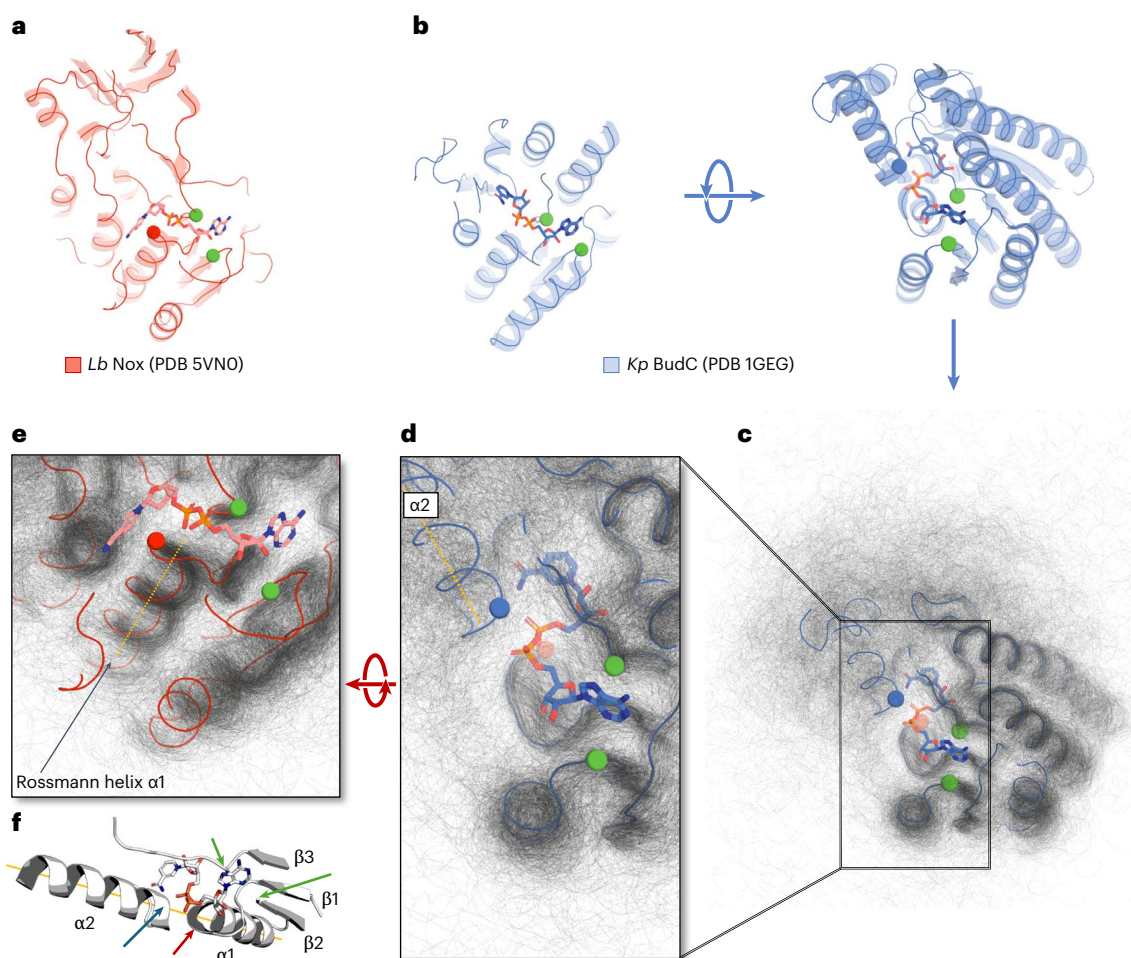 a
b
Lb Nox (PDB 5VN0)
Kp BudC (PDB 1GEG)
e
d
c
α2
Rossmann helix α1
f
β3
β1
α2
α1
β2